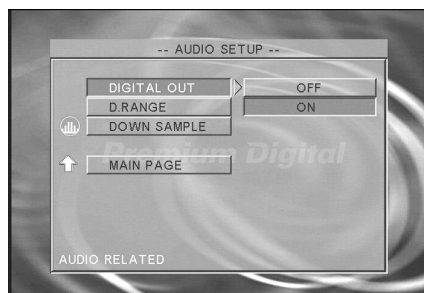 -- AUDIO SETUP --
DIGITAL OUT OFF
D.RANGE ON
DOWN SAMPLE
Premium Digital
MAIN PAGE
AUDIO RELATED